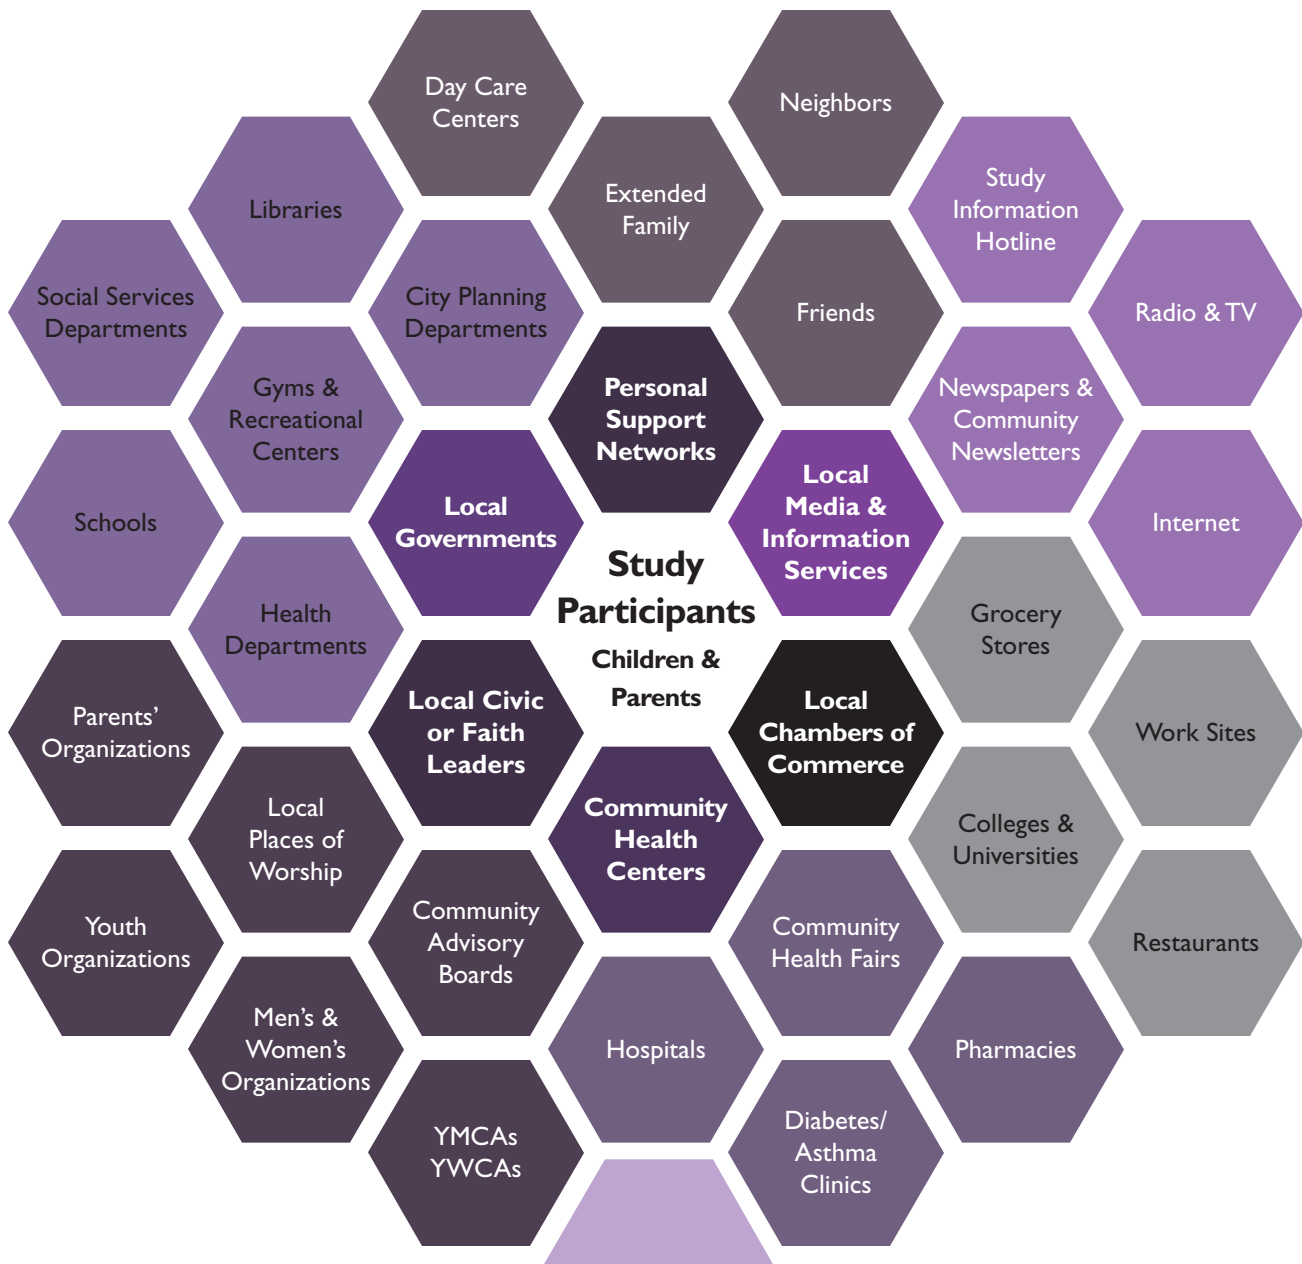 Day Care
Centers
Neighbors
Libraries
Extended
Family
Study
Information
Hotline
Social Services
Departments
City Planning
Departments
Friends
Radio & TV
Gyms &
Recreational
Centers
Personal
Support
Networks
Newspapers &
Community
Newsletters
Schools
Local
Governments
Local
Media &
Information
Services
Internet
Study
Participants
Children &
Parents
Health
Departments
Grocery
Stores
Parents’
Organizations
Local Civic
or Faith
Leaders
Local
Chambers of
Commerce
Work Sites
Local
Places of
Worship
Community
Health
Centers
Colleges &
Universities
Youth
Organizations
Community
Advisory
Boards
Community
Health Fairs
Restaurants
Men’s &
Women’s
Organizations
Hospitals
Pharmacies
YMCAs
YWCAs
Diabetes/
Asthma
Clinics